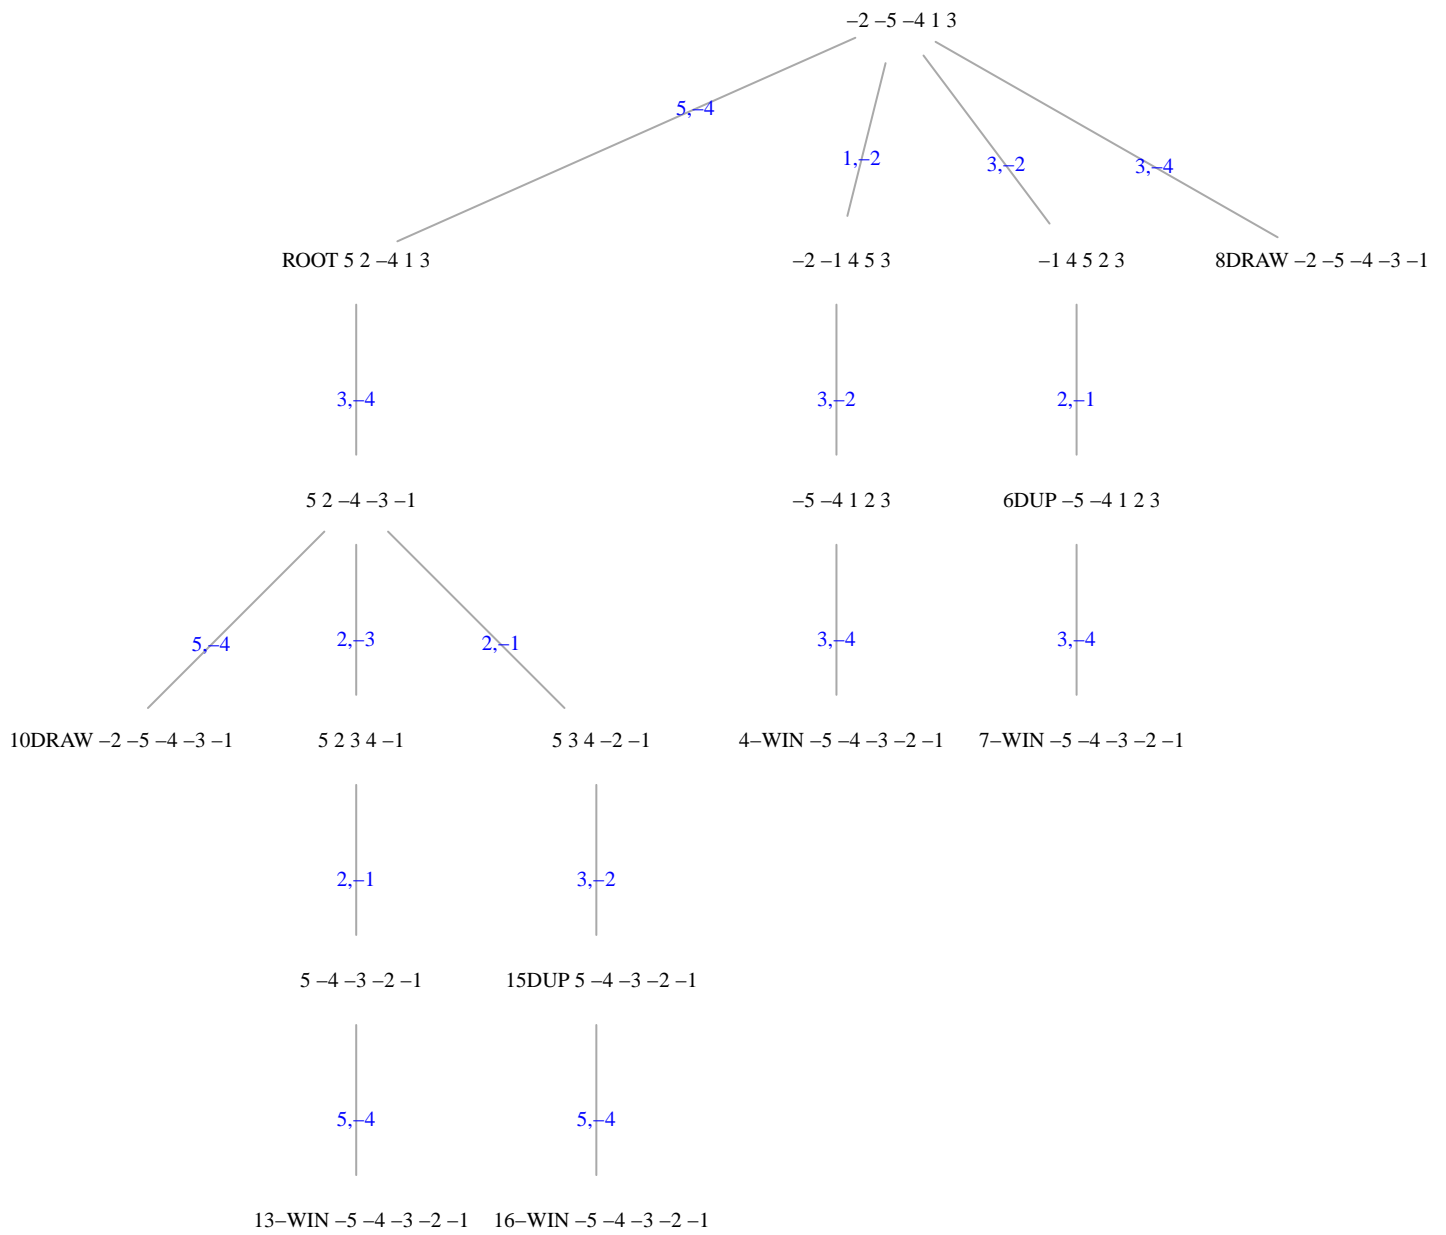 –2 –5 –4 1 3
5,–4
1,–2
3,–2
3,–4
ROOT 5 2 –4 1 3
–2 –1 4 5 3
–1 4 5 2 3
8DRAW –2 –5 –4 –3 –1
3,–4
3,–2
2,–1
5 2 –4 –3 –1
–5 –4 1 2 3
6DUP –5 –4 1 2 3
5,–4
2,–3
2,–1
3,–4
3,–4
10DRAW –2 –5 –4 –3 –1
5 2 3 4 –1
5 3 4 –2 –1
4–WIN –5 –4 –3 –2 –1
7–WIN –5 –4 –3 –2 –1
2,–1
3,–2
5 –4 –3 –2 –1
15DUP 5 –4 –3 –2 –1
5,–4
5,–4
13–WIN –5 –4 –3 –2 –1
16–WIN –5 –4 –3 –2 –1